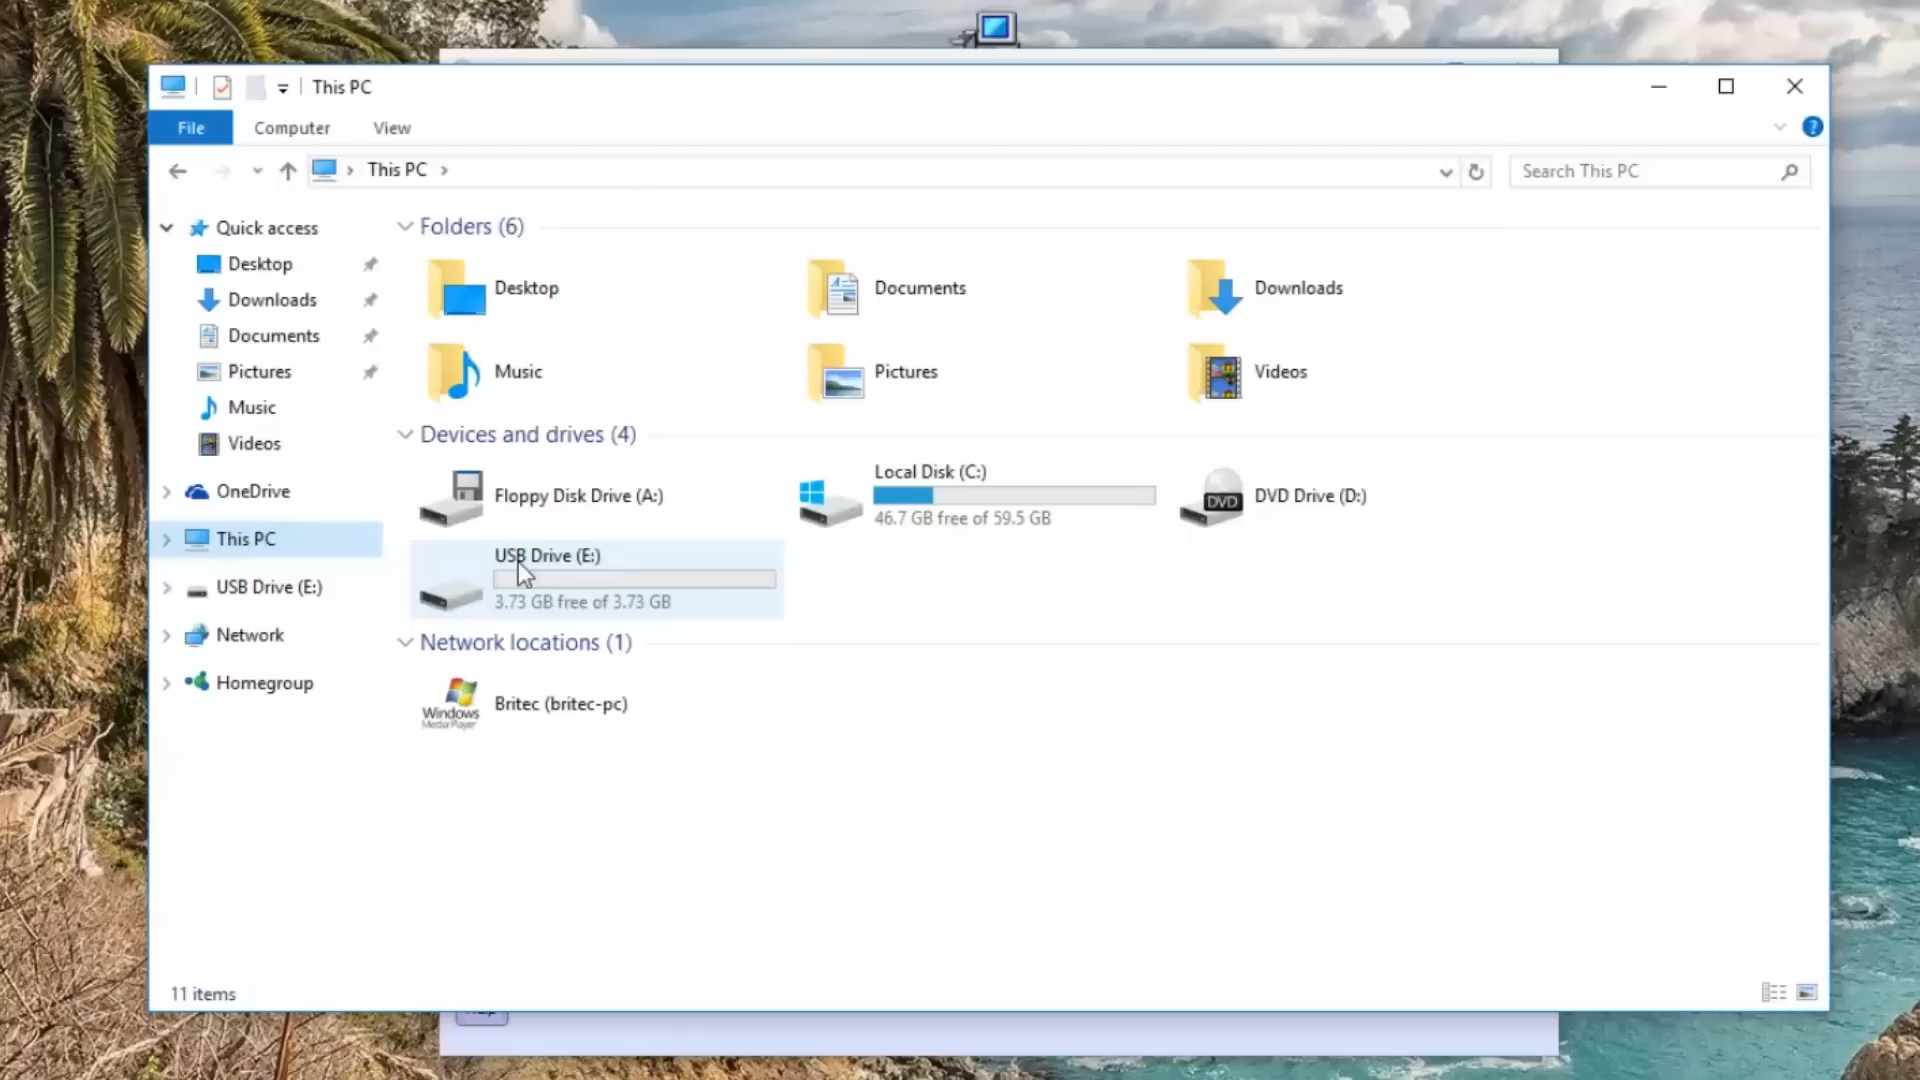 This PC
File
Computer
View
This PC
Search This PC
Quick access
Desktop
Downloads
Documents
Pictures
Music
Videos
OneDrive
This PC
USB Drive (E:)
Network
Homegroup
Folders (6)
Desktop
Documents
Downloads
Music
Pictures
Videos
Devices and drives (4)
Floppy Disk Drive (A:)
Local Disk (C:)
46.7 GB free of 59.5 GB
DVD
DVD Drive (D:)
USB Drive (E:)
3.73 GB free of 3.73 GB
Network locations (1)
Windows
Media Player
Britec (britec-pc)
11 items